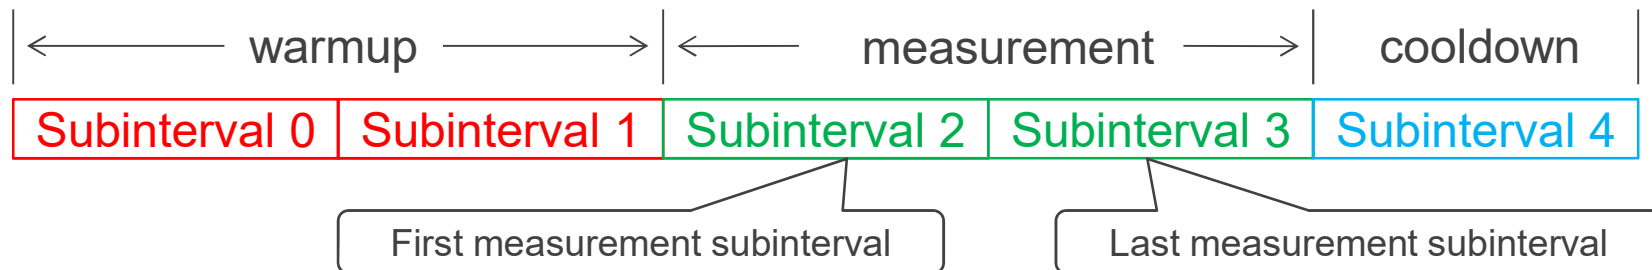 warmup measurement cooldown
Subinterval 0 Subinterval 1 Subinterval 2 Subinterval 3 Subinterval 4
First measurement subinterval Last measurement subinterval